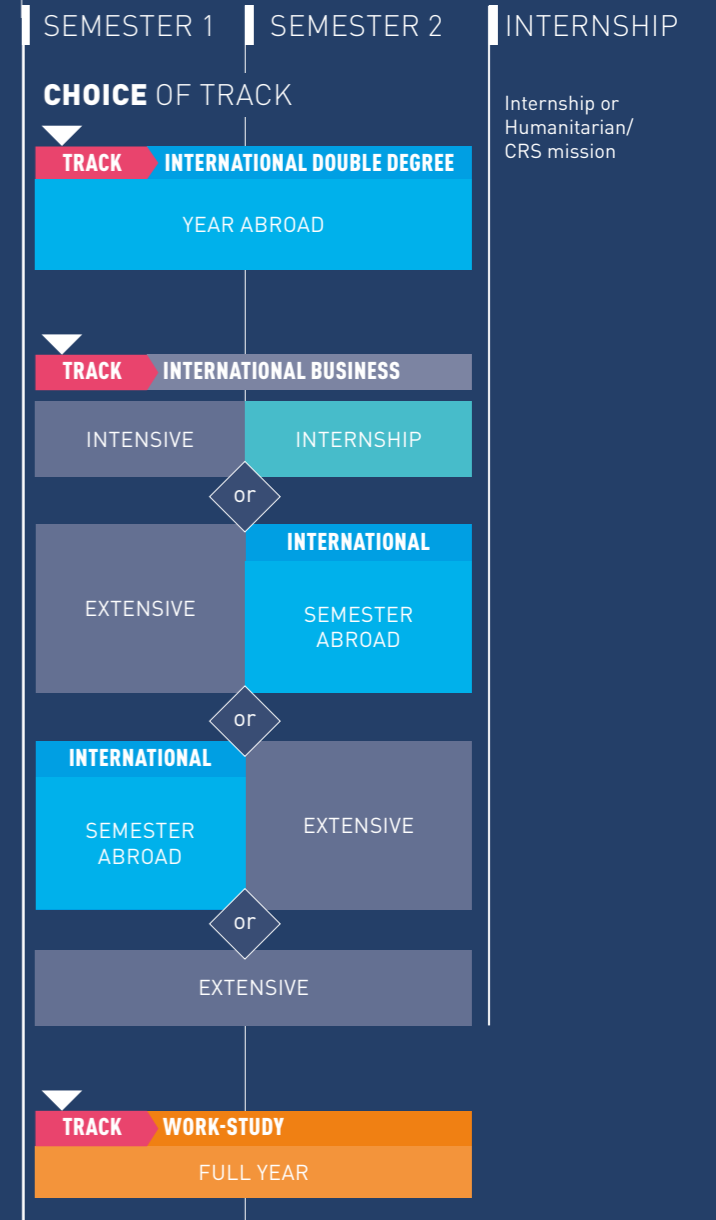 SEMESTER 1
SEMESTER 2
INTERNSHIP
CHOICE OF TRACK
Internship or
Humanitarian/
CRS mission
TRACK INTERNATIONAL DOUBLE DEGREE
YEAR ABROAD
TRACK INTERNATIONAL BUSINESS
INTENSIVE
INTERNSHIP
or
EXTENSIVE
INTERNATIONAL
SEMESTER
ABROAD
or
INTERNATIONAL
SEMESTER
ABROAD
EXTENSIVE
or
EXTENSIVE
TRACK WORK-STUDY
FULL YEAR